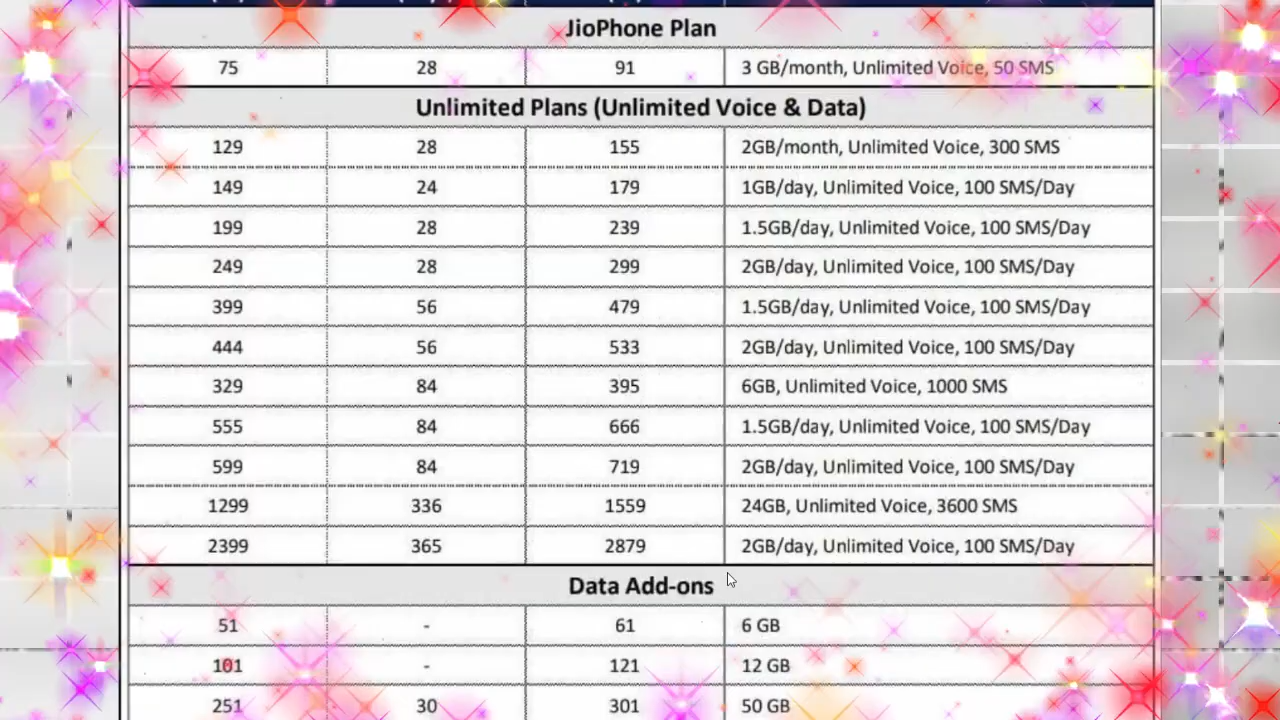 JioPhone Plan
75 28 91 3 GB/month, Unlimited Voice, 50 SMS
Unlimited Plans (Unlimited Voice & Data)
129 28 155 2GB/month, Unlimited Voice, 300 SMS
149 24 179 1GB/day, Unlimited Voice, 100 SMS/Day
199 28 239 1.5GB/day, Unlimited Voice, 100 SMS/Day
249 28 299 2GB/day, Unlimited Voice, 100 SMS/Day
399 56 479 1.5GB/day, Unlimited Voice, 100 SMS/Day
444 56 533 2GB/day, Unlimited Voice, 100 SMS/Day
329 84 395 6GB, Unlimited Voice, 1000 SMS
555 84 666 1.5GB/day, Unlimited Voice, 100 SMS/Day
599 84 719 2GB/day, Unlimited Voice, 100 SMS/Day
1299 336 1559 24GB, Unlimited Voice, 3600 SMS
2399 365 2879 2GB/day, Unlimited Voice, 100 SMS/Day
Data Add-ons
51 - 61 6 GB
101 - 121 12 GB
251 30 301 50 GB